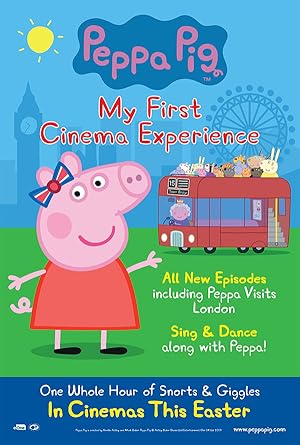 Peppa Pig
TM
My First
Cinema Experience
All New Episodes
including Peppa Visits
London
Sing & Dance
along with Peppa!
One Whole Hour of Snorts & Giggles
In Cinemas This Easter
www.peppapig.com